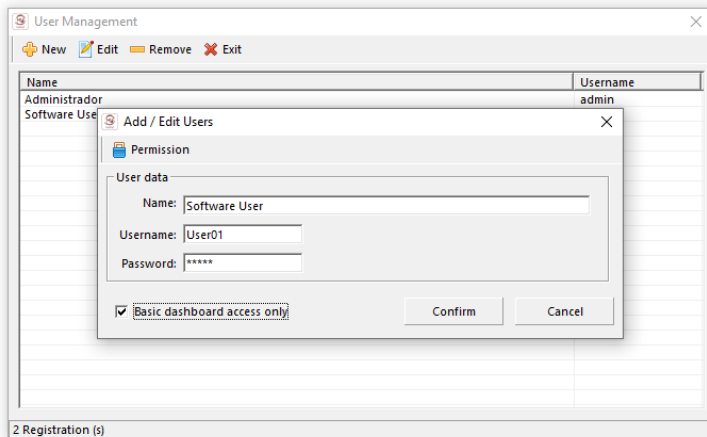 User Management
New Edit Remove Exit
Name Username
Administrador admin
Software Use
Add / Edit Users
Permission
User data
Name: Software User
Username: User01
Password: *****
Basic dashboard access only
Confirm Cancel
2 Registration (s)